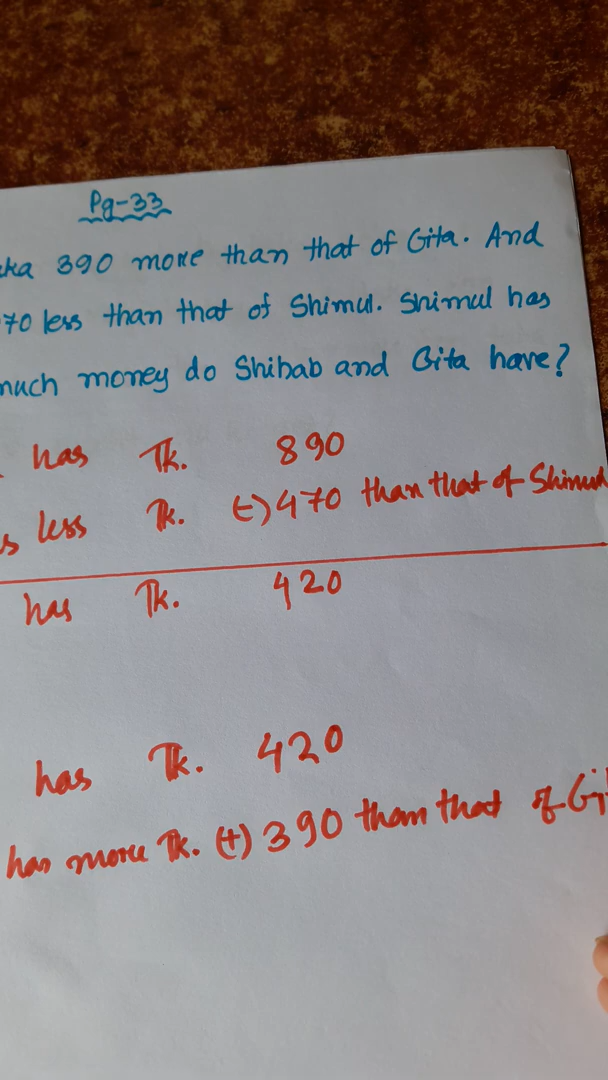 Pg-33
390 more than that of Gita. And
70 less than that of Shimul. Shimul has
much money do Shihab and Gita have?
has Tk. 890
less Tk. (-) 470 than that of Shimul
has Tk. 420
has Tk. 420
has more Tk. (+) 390 than that of